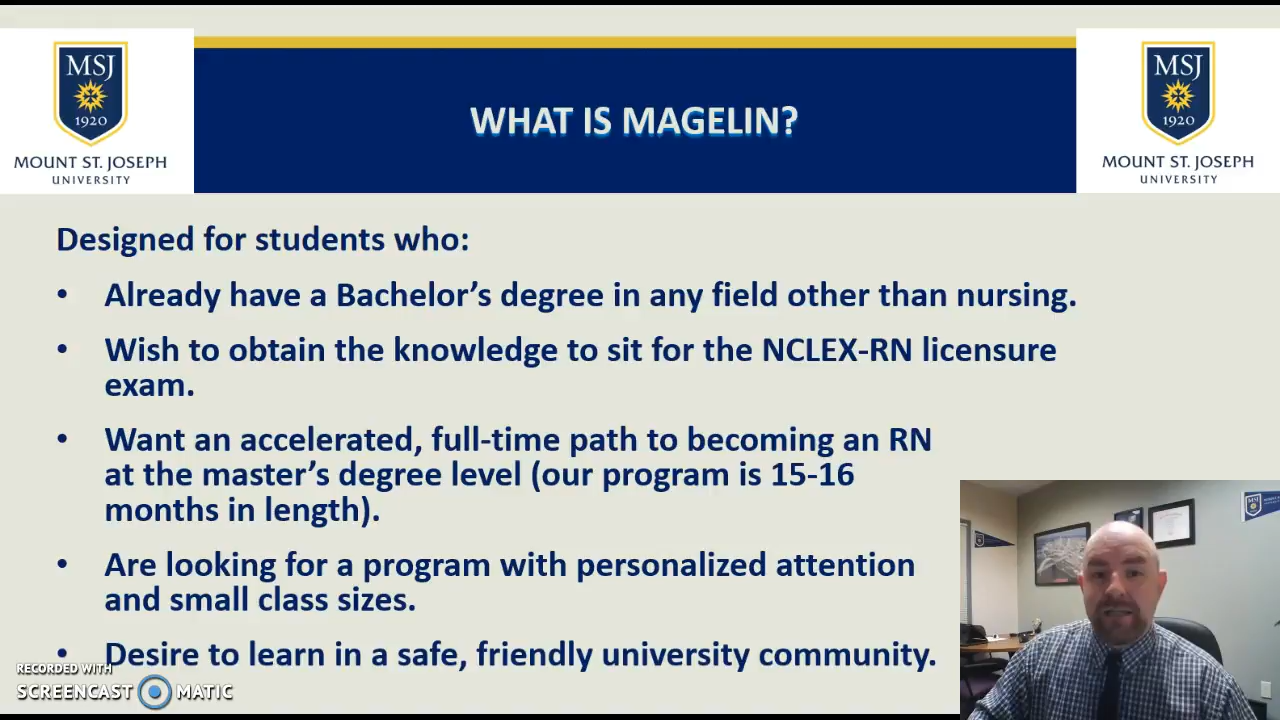 MSJ
1920
MOUNT ST. JOSEPH
UNIVERSITY
WHAT IS MAGELIN?
MSJ
1920
MOUNT ST. JOSEPH
UNIVERSITY
Designed for students who:
• Already have a Bachelor's degree in any field other than nursing.
• Wish to obtain the knowledge to sit for the NCLEX-RN licensure
exam.
• Want an accelerated, full-time path to becoming an RN
at the master's degree level (our program is 15-16
months in length).
• Are looking for a program with personalized attention
and small class sizes.
• Desire to learn in a safe, friendly university community.
RECORDED WITH
SCREENCAST MATIC
MSJ